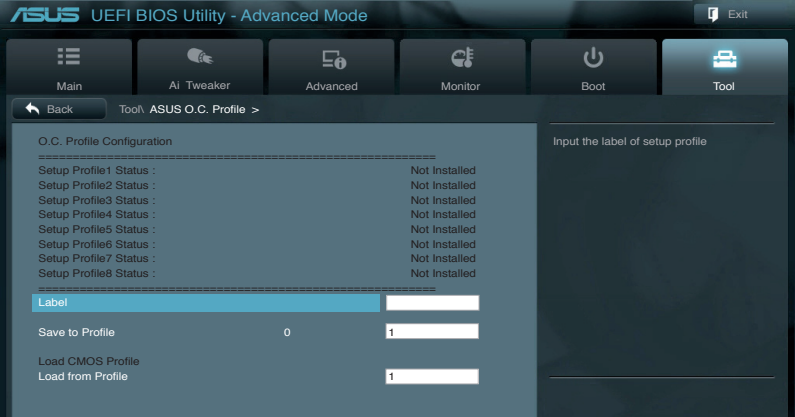 ASUS UEFI BIOS Utility - Advanced Mode
Exit
Main
Ai Tweaker
Advanced
Monitor
Boot
Tool
Back
Tool\ ASUS O.C. Profile >
O.C. Profile Configuration
Input the label of setup profile
Setup Profile1 Status : Not Installed
Setup Profile2 Status : Not Installed
Setup Profile3 Status : Not Installed
Setup Profile4 Status : Not Installed
Setup Profile5 Status : Not Installed
Setup Profile6 Status : Not Installed
Setup Profile7 Status : Not Installed
Setup Profile8 Status : Not Installed
Label
Save to Profile 0 1
Load CMOS Profile
Load from Profile 1